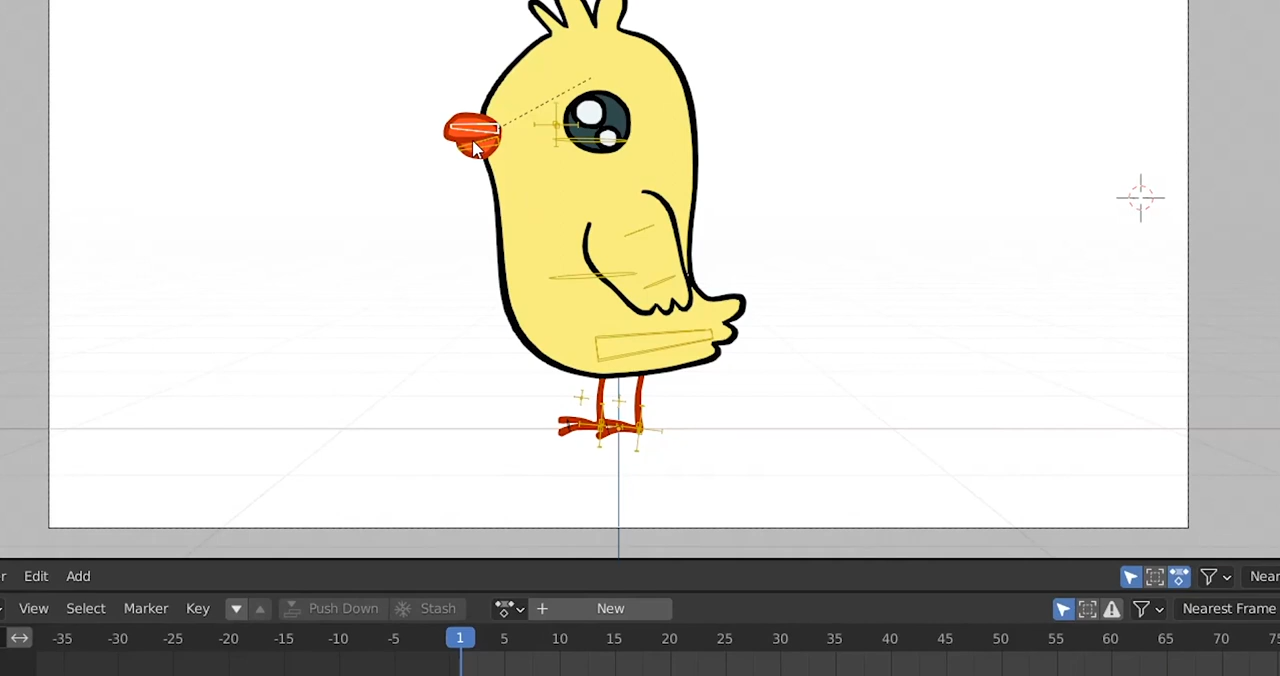 r Edit Add Near
View Select Marker Key Push Down Stash New Nearest Frame
-35 -30 -25 -20 -15 -10 -5 1 5 10 15 20 25 30 35 40 45 50 55 60 65 70 75